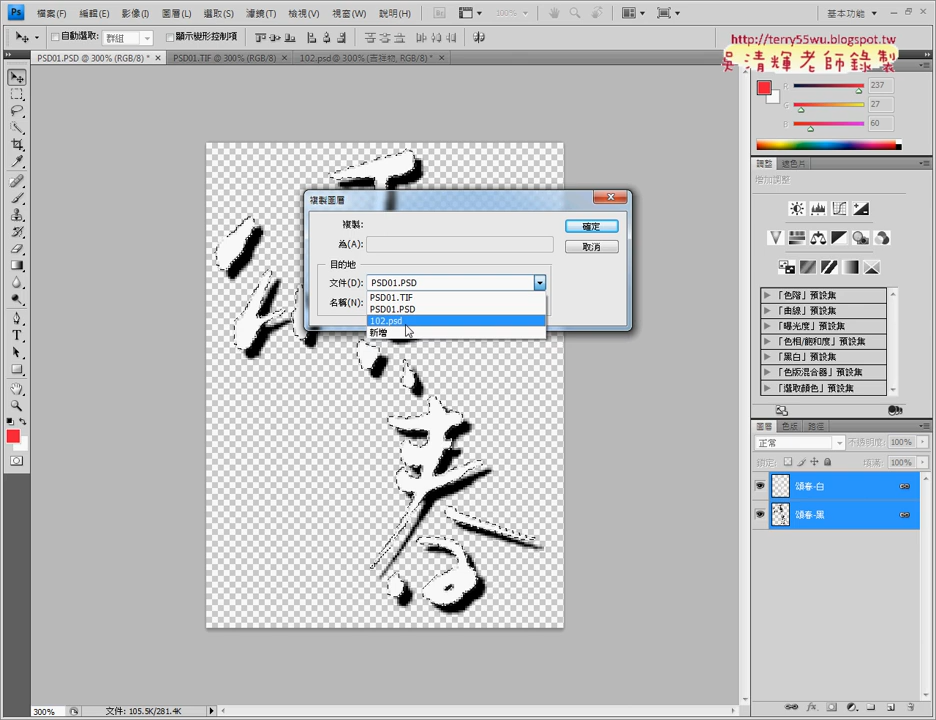 Ps 檔案(F) 編輯(E) 影像(I) 圖層(L) 選取(S) 濾鏡(T) 檢視(V) 視窗(W) 說明(H) 100% 基本功能
自動選取: 群組 顯示變形控制項
http://terry55wu.blogspot.tw
吳清輝老師錄製
PSD01.PSD @ 300% (RGB/8) * PSD01.TIF @ 300% (RGB/8) 102.psd@ 300% (吉祥物, RGB/8) *
R 237
G 27
B 60
調整 遮色片
增加調整
複製圖層
複製:
為(A):
確定
取消
目的地
文件(D): PSD01.PSD
名稱(N):
PSD01.TIF
PSD01.PSD
102.psd
新增
「色階」預設集
「曲線」預設集
「曝光度」預設集
「色相/飽和度」預設集
「黑白」預設集
「色版混合器」預設集
「選取顏色」預設集
圖層 色版 路徑
正常 不透明度: 100%
鎖定: 填滿: 100%
頌春-白
頌春-黑
春
300% 文件: 105.5K/281.4K